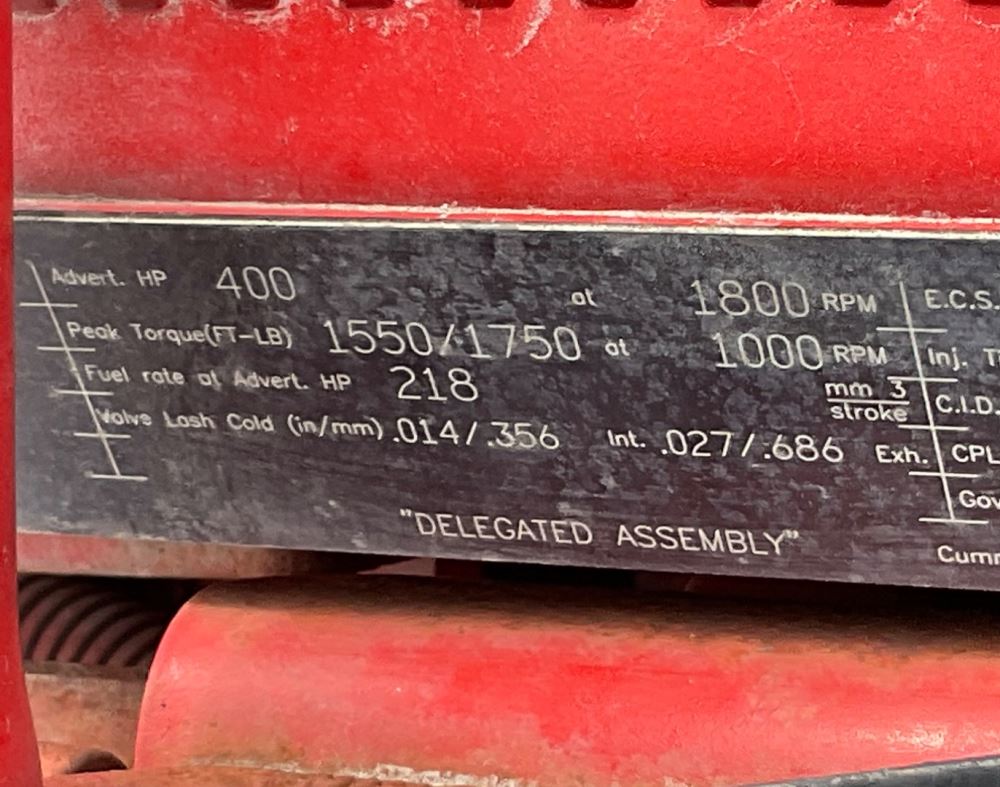 Advert. HP 400 at 1800 RPM E.C.S.
Peak Torque(FT-LB) 1550/1750 at 1000 RPM Inj. T
Fuel rate at Advert. HP 218 mm 3 stroke C.I.D.
Valve Lash Cold (in/mm) .014/.356 Int. .027/.686 Exh. CPL
Gov
"DELEGATED ASSEMBLY"
Cumm